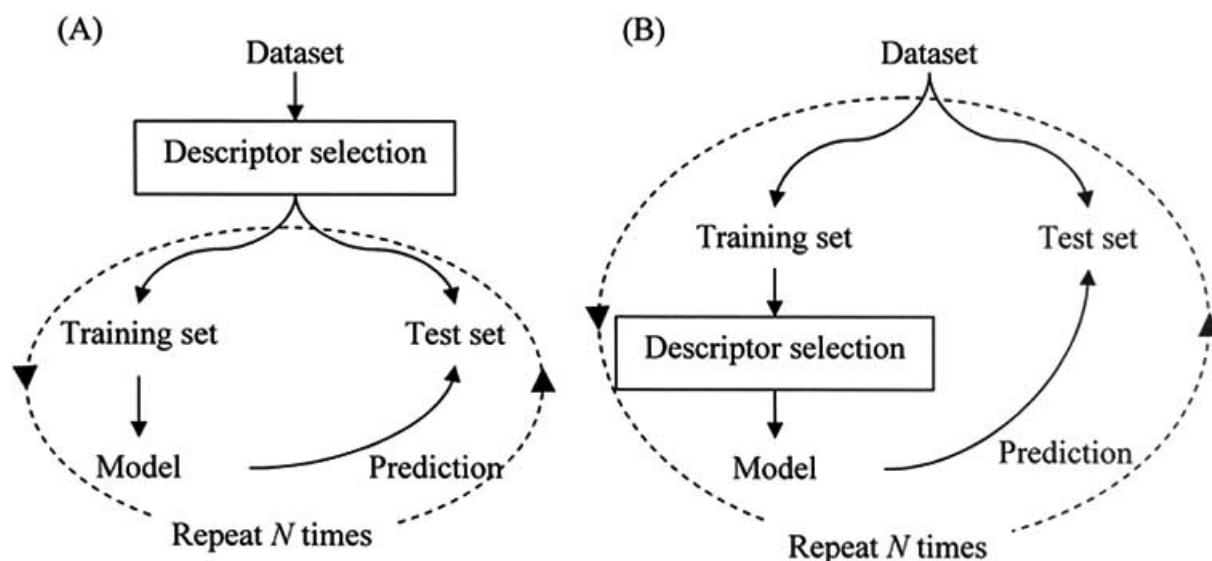 (A)
Dataset
Descriptor selection
Training set
Test set
Model
Prediction
Repeat N times
(B)
Dataset
Training set
Test set
Descriptor selection
Model
Prediction
Repeat N times